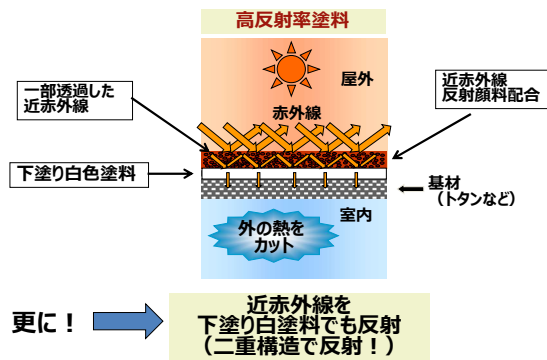 高反射率塗料
屋外
一部透過した
近赤外線
赤外線
近赤外線
反射顔料配合
下塗り白色塗料
基材
（トタンなど）
室内
外の熱を
カット
更に！
近赤外線を
下塗り白塗料でも反射
（二重構造で反射！）